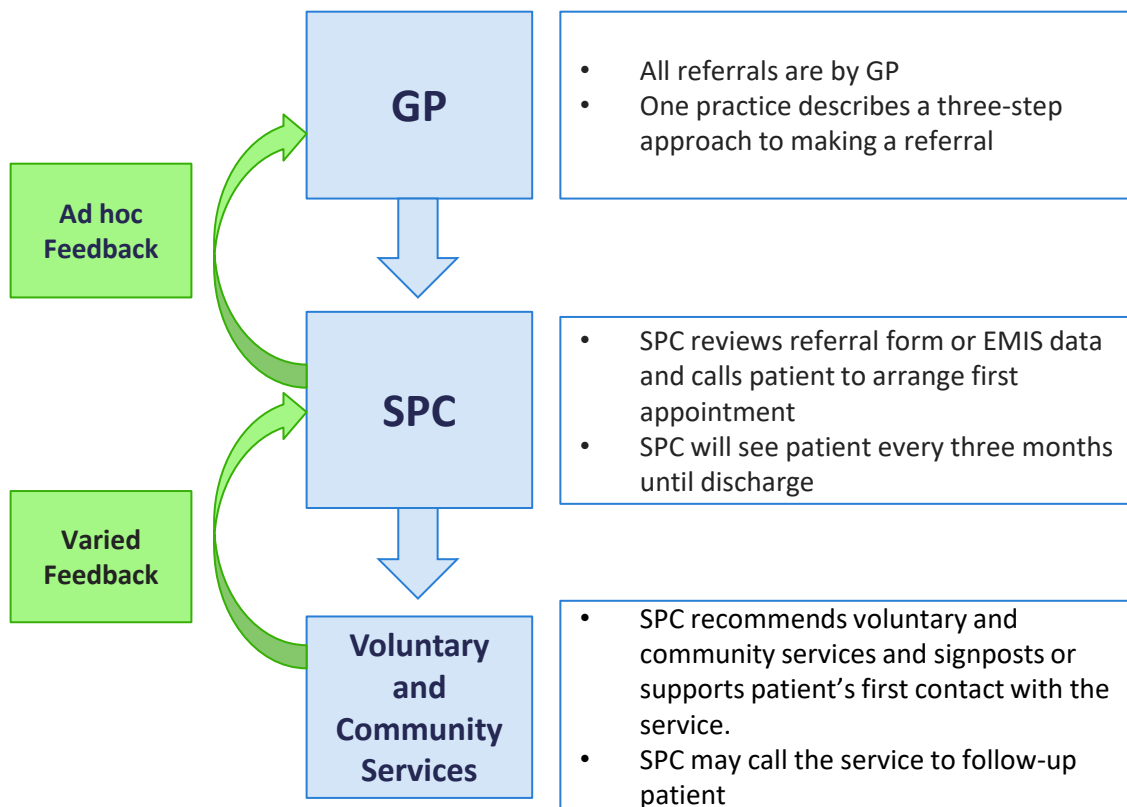 GP
• All referrals are by GP
• One practice describes a three-step
approach to making a referral
Ad hoc
Feedback
SPC
• SPC reviews referral form or EMIS data
and calls patient to arrange first
appointment
• SPC will see patient every three months
until discharge
Varied
Feedback
Voluntary
and
Community
Services
• SPC recommends voluntary and
community services and signposts or
supports patient’s first contact with the
service.
• SPC may call the service to follow-up
patient